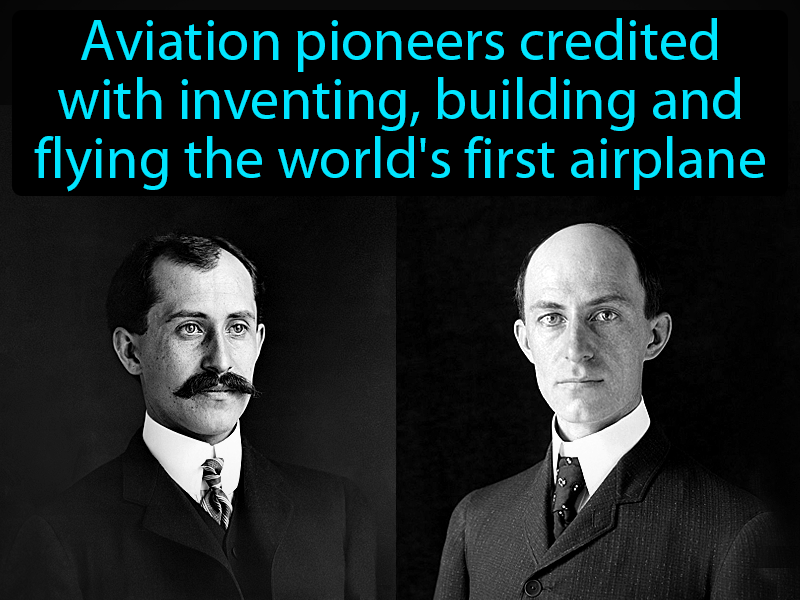 Aviation pioneers credited
with inventing, building and
flying the world's first airplane